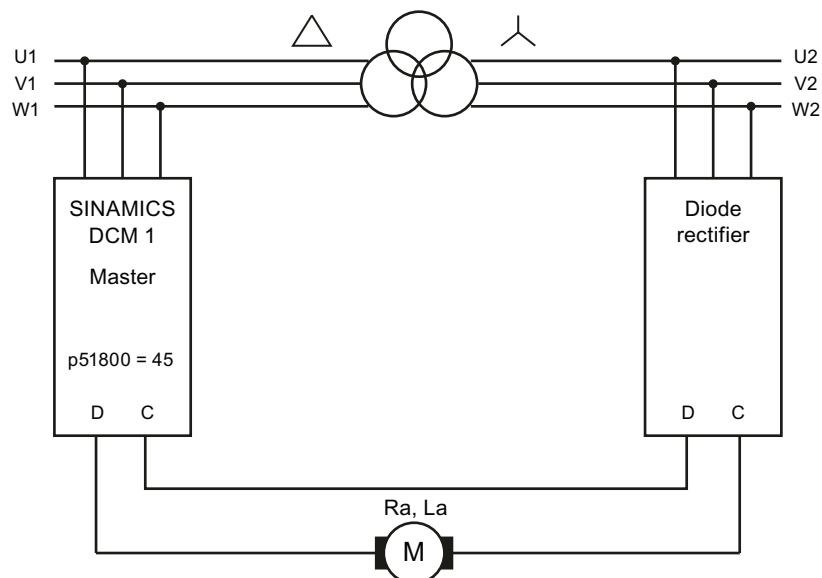 U1
V1
W1
U2
V2
W2
SINAMICS
DCM 1
Master
p51800 = 45
D C
Diode
rectifier
D C
Ra, La
M